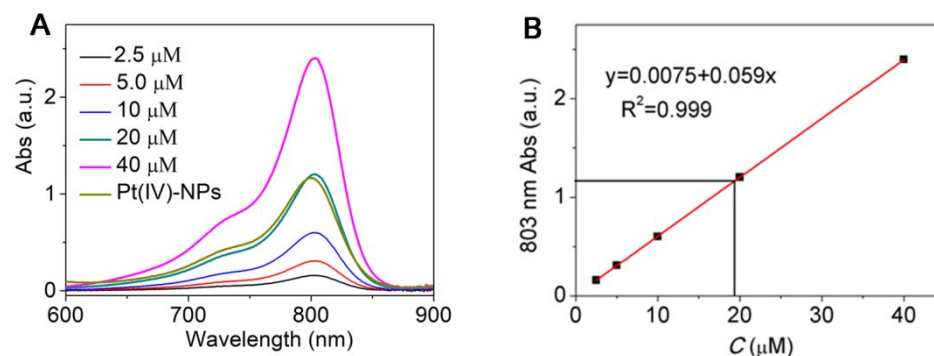 A
2.5 μM
5.0 μM
10 μM
20 μM
40 μM
Pt(IV)-NPs
Abs (a.u.)
2
1
0
600 700 800 900
Wavelength (nm)
B
y=0.0075+0.059x
R²=0.999
803 nm Abs (a.u.)
2
1
0
0 10 20 30 40
C (μM)